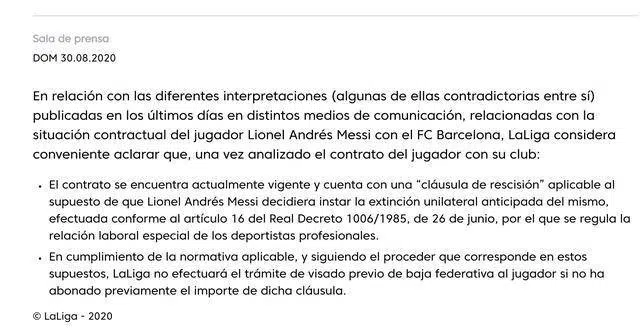 Sala de prensa
DOM 30.08.2020
En relación con las diferentes interpretaciones (algunas de ellas contradictorias entre sí)
publicadas en los últimos días en distintos medios de comunicación, relacionadas con la
situación contractual del jugador Lionel Andrés Messi con el FC Barcelona, LaLiga considera
conveniente aclarar que, una vez analizado el contrato del jugador con su club:
• El contrato se encuentra actualmente vigente y cuenta con una “cláusula de rescisión” aplicable al
supuesto de que Lionel Andrés Messi decidiera instar la extinción unilateral anticipada del mismo,
efectuada conforme al artículo 16 del Real Decreto 1006/1985, de 26 de junio, por el que se regula la
relación laboral especial de los deportistas profesionales.
• En cumplimiento de la normativa aplicable, y siguiendo el proceder que corresponde en estos
supuestos, LaLiga no efectuará el trámite de visado previo de baja federativa al jugador si no ha
abonado previamente el importe de dicha cláusula.
© LaLiga - 2020